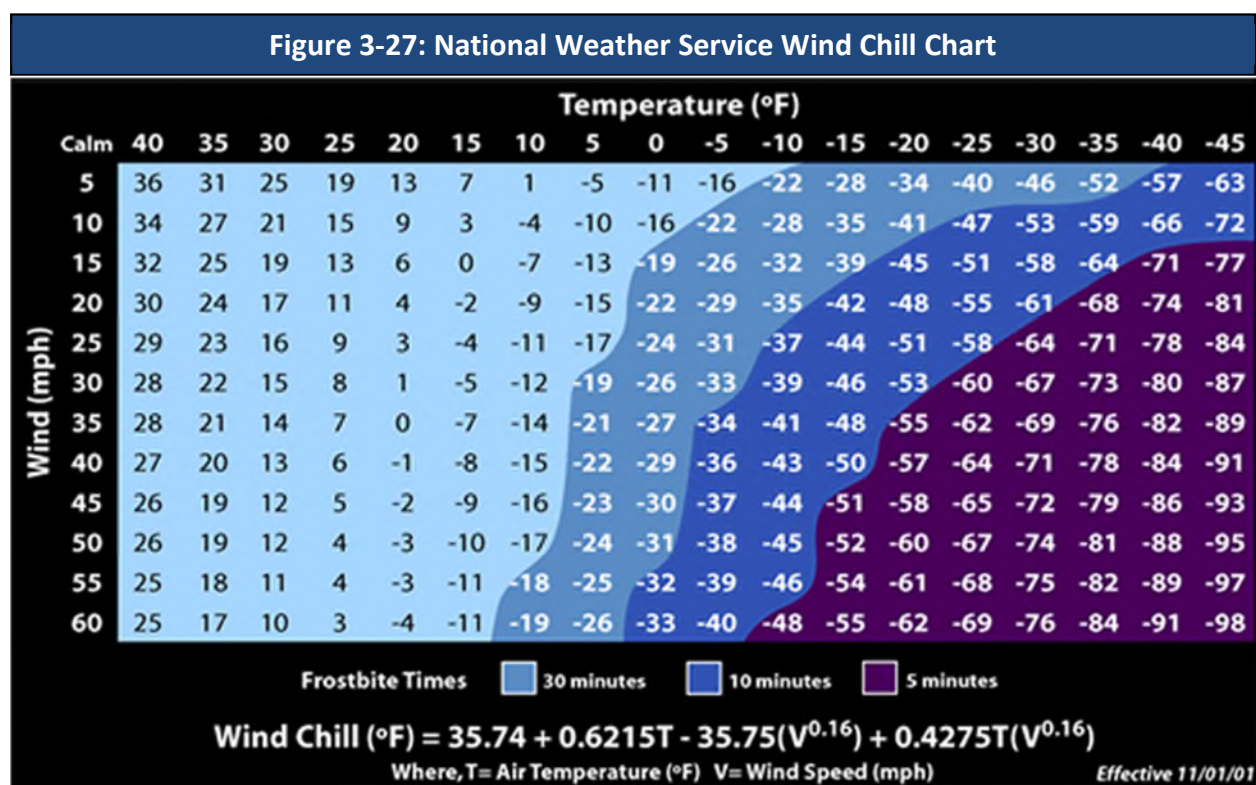 Figure 3-27: National Weather Service Wind Chill Chart
Temperature (ºF)
Calm 40 35 30 25 20 15 10 5 0 -5 -10 -15 -20 -25 -30 -35 -40 -45
5 36 31 25 19 13 7 1 -5 -11 -16 -22 -28 -34 -40 -46 -52 -57 -63
10 34 27 21 15 9 3 -4 -10 -16 -22 -28 -35 -41 -47 -53 -59 -66 -72
15 32 25 19 13 6 0 -7 -13 -19 -26 -32 -39 -45 -51 -58 -64 -71 -77
20 30 24 17 11 4 -2 -9 -15 -22 -29 -35 -42 -48 -55 -61 -68 -74 -81
25 29 23 16 9 3 -4 -11 -17 -24 -31 -37 -44 -51 -58 -64 -71 -78 -84
30 28 22 15 8 1 -5 -12 -19 -26 -33 -39 -46 -53 -60 -67 -73 -80 -87
35 28 21 14 7 0 -7 -14 -21 -27 -34 -41 -48 -55 -62 -69 -76 -82 -89
40 27 20 13 6 -1 -8 -15 -22 -29 -36 -43 -50 -57 -64 -71 -78 -84 -91
45 26 19 12 5 -2 -9 -16 -23 -30 -37 -44 -51 -58 -65 -72 -79 -86 -93
50 26 19 12 4 -3 -10 -17 -24 -31 -38 -45 -52 -60 -67 -74 -81 -88 -95
55 25 18 11 4 -3 -11 -18 -25 -32 -39 -46 -54 -61 -68 -75 -82 -89 -97
60 25 17 10 3 -4 -11 -19 -26 -33 -40 -48 -55 -62 -69 -76 -84 -91 -98
Wind (mph)
Frostbite Times 30 minutes 10 minutes 5 minutes
Wind Chill (ºF) = 35.74 + 0.6215T - 35.75(V^0.16) + 0.4275T(V^0.16)
Where, T= Air Temperature (ºF) V= Wind Speed (mph) Effective 11/01/01